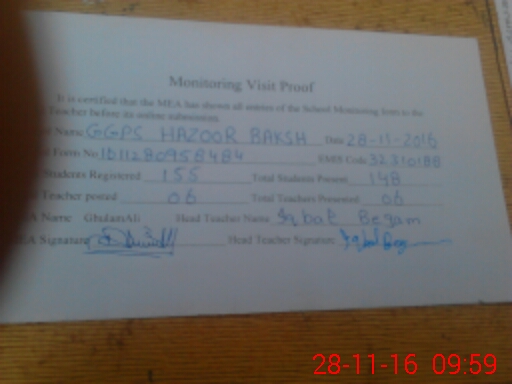 Monitoring Visit Proof
It is certified that the MEA has shown all entries of the School Monitoring form to the
Teacher before its online submission.
Name GGPS HAZOOR BAKSH Date 28-11-2016
Form No 1611280958484 EMIS Code 32310188
Students Registered 155 Total Students Present 148
Teacher posted 06 Total Teachers Presented 06
Name GhulamAli Head Teacher Name Iqbal Begam
Signature Head Teacher Signature
28-11-16 09:59